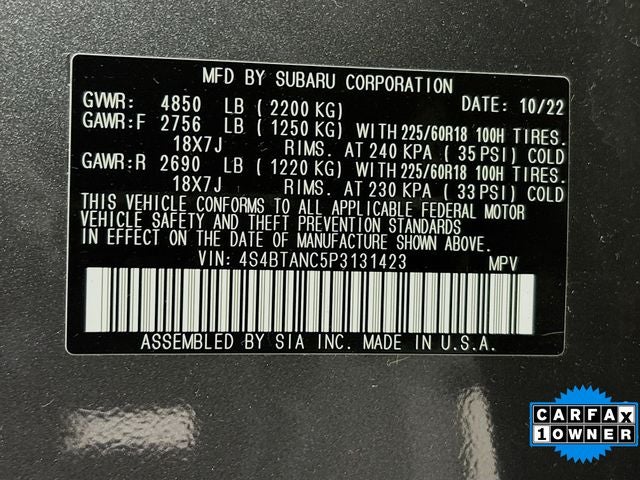 MFD BY SUBARU CORPORATION
GVWR: 4850 LB (2200 KG) DATE: 10/22
GAWR:F 2756 LB (1250 KG) WITH 225/60R18 100H TIRES.
18X7J RIMS. AT 240 KPA (35 PSI) COLD
GAWR:R 2690 LB (1220 KG) WITH 225/60R18 100H TIRES.
18X7J RIMS. AT 230 KPA (33 PSI) COLD
THIS VEHICLE CONFORMS TO ALL APPLICABLE FEDERAL MOTOR
VEHICLE SAFETY AND THEFT PREVENTION STANDARDS
IN EFFECT ON THE DATE OF MANUFACTURE SHOWN ABOVE.
VIN: 4S4BTANC5P3131423 MPV
ASSEMBLED BY SIA INC. MADE IN U.S.A.
CARFAX
1 OWNER